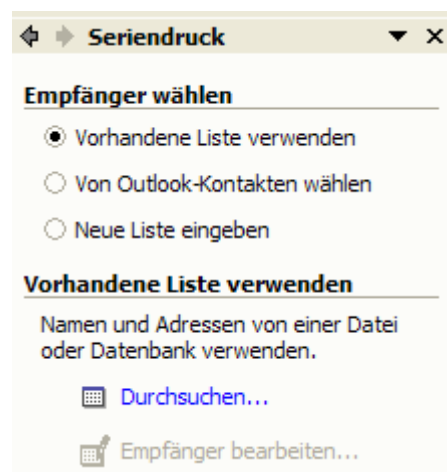 Seriendruck
Empfänger wählen
Vorhandene Liste verwenden
Von Outlook-Kontakten wählen
Neue Liste eingeben
Vorhandene Liste verwenden
Namen und Adressen von einer Datei
oder Datenbank verwenden.
Durchsuchen...
Empfänger bearbeiten...